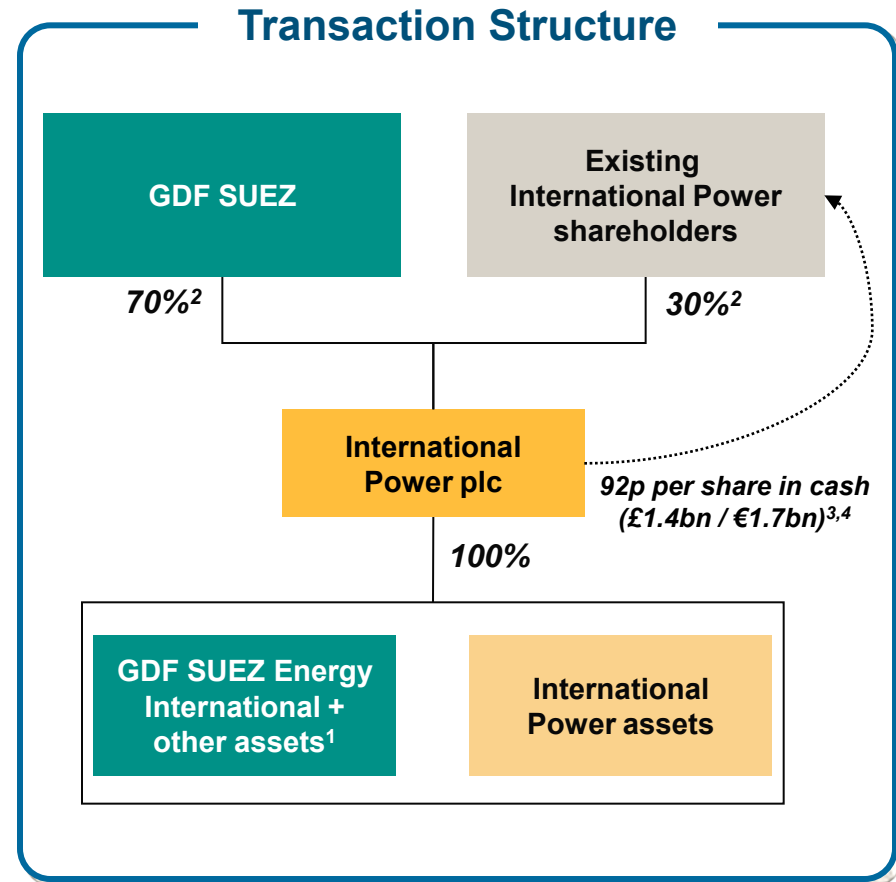 Transaction Structure
GDF SUEZ
Existing
International Power
shareholders
70%²
30%²
International
Power plc
92p per share in cash
(£1.4bn / €1.7bn)³,⁴
100%
GDF SUEZ Energy
International +
other assets¹
International
Power assets